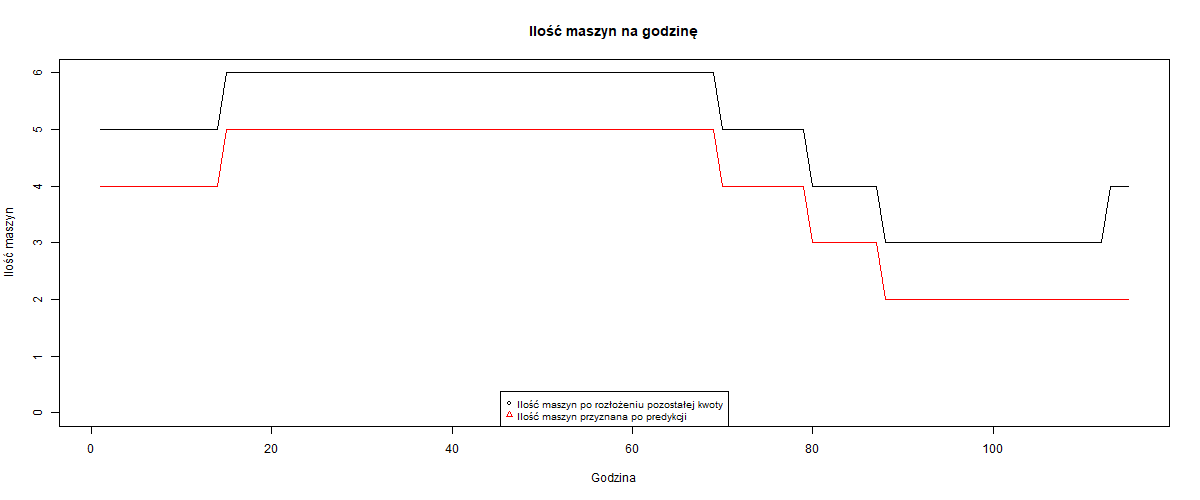 Ilość maszyn na godzinę
Ilość maszyn
6
5
4
3
2
1
0
Ilość maszyn po rozłożeniu pozostałej kwoty
Ilość maszyn przyznana po predykcji
0 20 40 60 80 100
Godzina